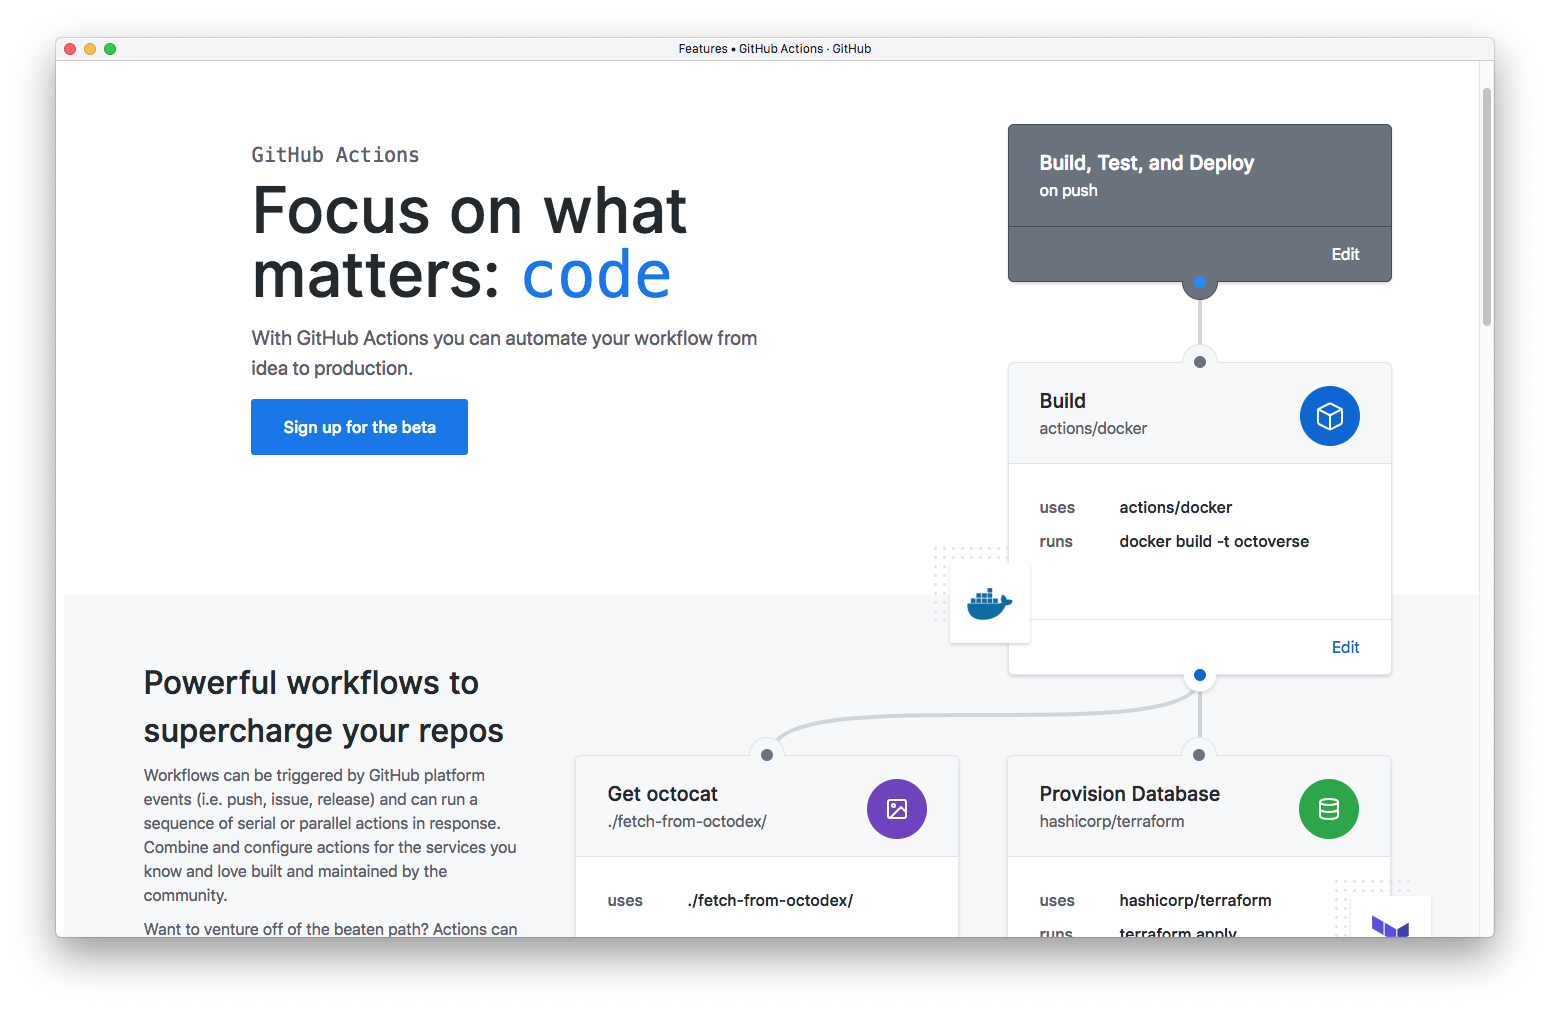 Features • GitHub Actions · GitHub
GitHub Actions
Focus on what
matters: code
With GitHub Actions you can automate your workflow from
idea to production.
Sign up for the beta
Build, Test, and Deploy
on push
Edit
Build
actions/docker
uses actions/docker
runs docker build -t octoverse
Edit
Powerful workflows to
supercharge your repos
Workflows can be triggered by GitHub platform
events (i.e. push, issue, release) and can run a
sequence of serial or parallel actions in response.
Combine and configure actions for the services you
know and love built and maintained by the
community.
Want to venture off of the beaten path? Actions can
Get octocat
./fetch-from-octodex/
uses ./fetch-from-octodex/
Provision Database
hashicorp/terraform
uses hashicorp/terraform
runs terraform apply